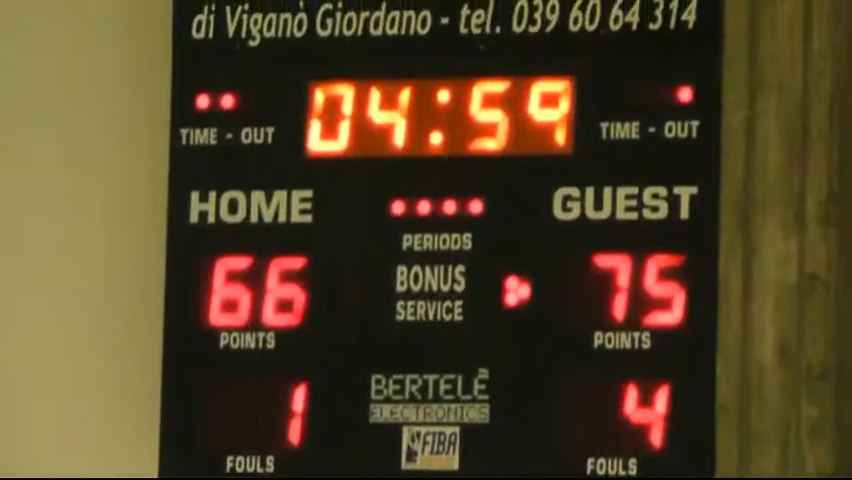 di Viganò Giordano - tel. 039 60 64 314
04:59
TIME - OUT TIME - OUT
HOME GUEST
PERIODS
66 BONUS 75
SERVICE
POINTS POINTS
BERTELÈ
1 ELECTRONICS 4
FIBA
FOULS FOULS